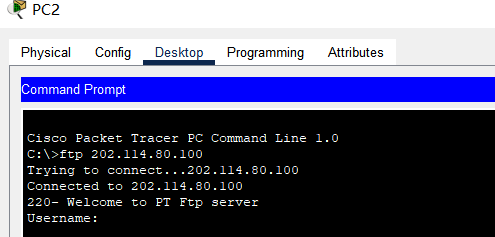 PC2
Physical Config Desktop Programming Attributes
Command Prompt
Cisco Packet Tracer PC Command Line 1.0
C:\>ftp 202.114.80.100
Trying to connect...202.114.80.100
Connected to 202.114.80.100
220- Welcome to PT Ftp server
Username: